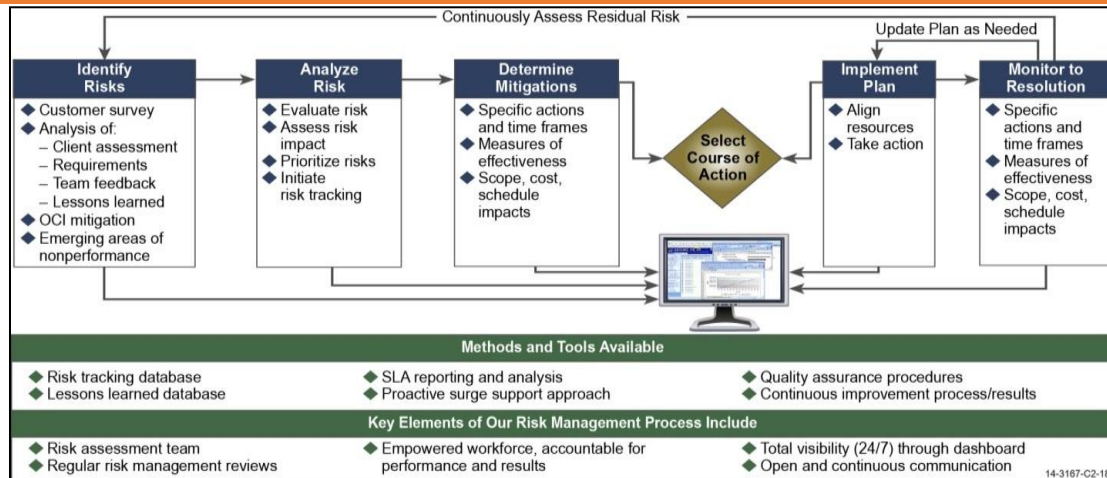 Continuously Assess Residual Risk
Update Plan as Needed
Identify
Risks
◆ Customer survey
◆ Analysis of:
– Client assessment
– Requirements
– Team feedback
– Lessons learned
◆ OCI mitigation
◆ Emerging areas of
nonperformance
Analyze
Risk
◆ Evaluate risk
◆ Assess risk
impact
◆ Prioritize risks
◆ Initiate
risk tracking
Determine
Mitigations
◆ Specific actions
and time frames
◆ Measures of
effectiveness
◆ Scope, cost,
schedule
impacts
Select
Course of
Action
Implement
Plan
◆ Align
resources
◆ Take action
Monitor to
Resolution
◆ Specific
actions and
time frames
◆ Measures of
effectiveness
◆ Scope, cost,
schedule
impacts
Methods and Tools Available
◆ Risk tracking database
◆ Lessons learned database
◆ SLA reporting and analysis
◆ Proactive surge support approach
◆ Quality assurance procedures
◆ Continuous improvement process/results
Key Elements of Our Risk Management Process Include
◆ Risk assessment team
◆ Regular risk management reviews
◆ Empowered workforce, accountable for
performance and results
◆ Total visibility (24/7) through dashboard
◆ Open and continuous communication